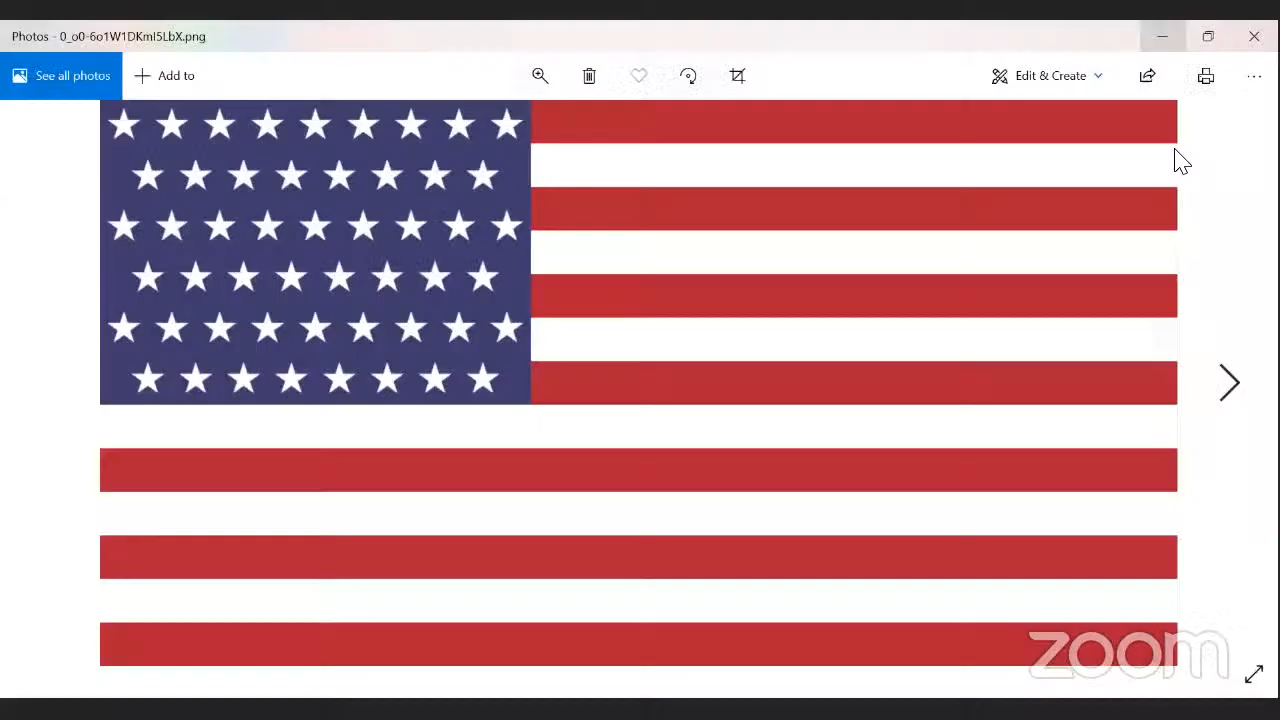 Photos - 0_o0-6o1W1DKmI5LbX.png
See all photos
Add to
Edit & Create
zoom